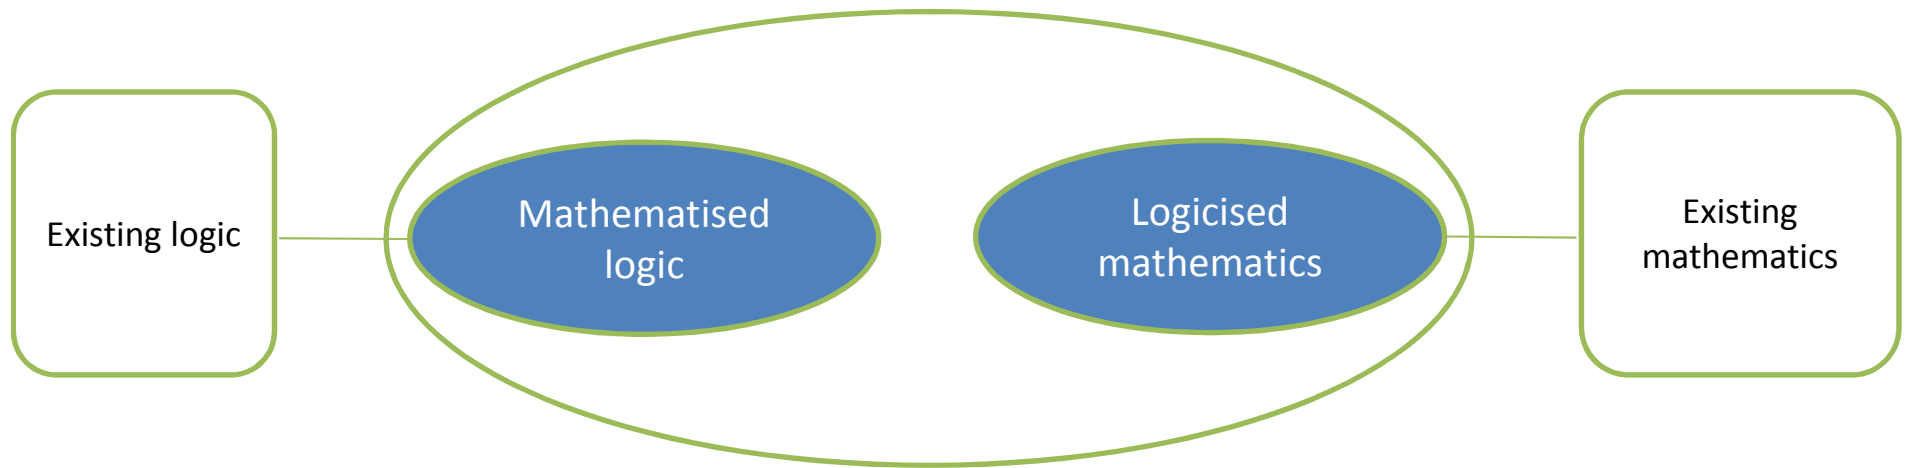 Existing logic
Mathematised
logic
Logicised
mathematics
Existing
mathematics